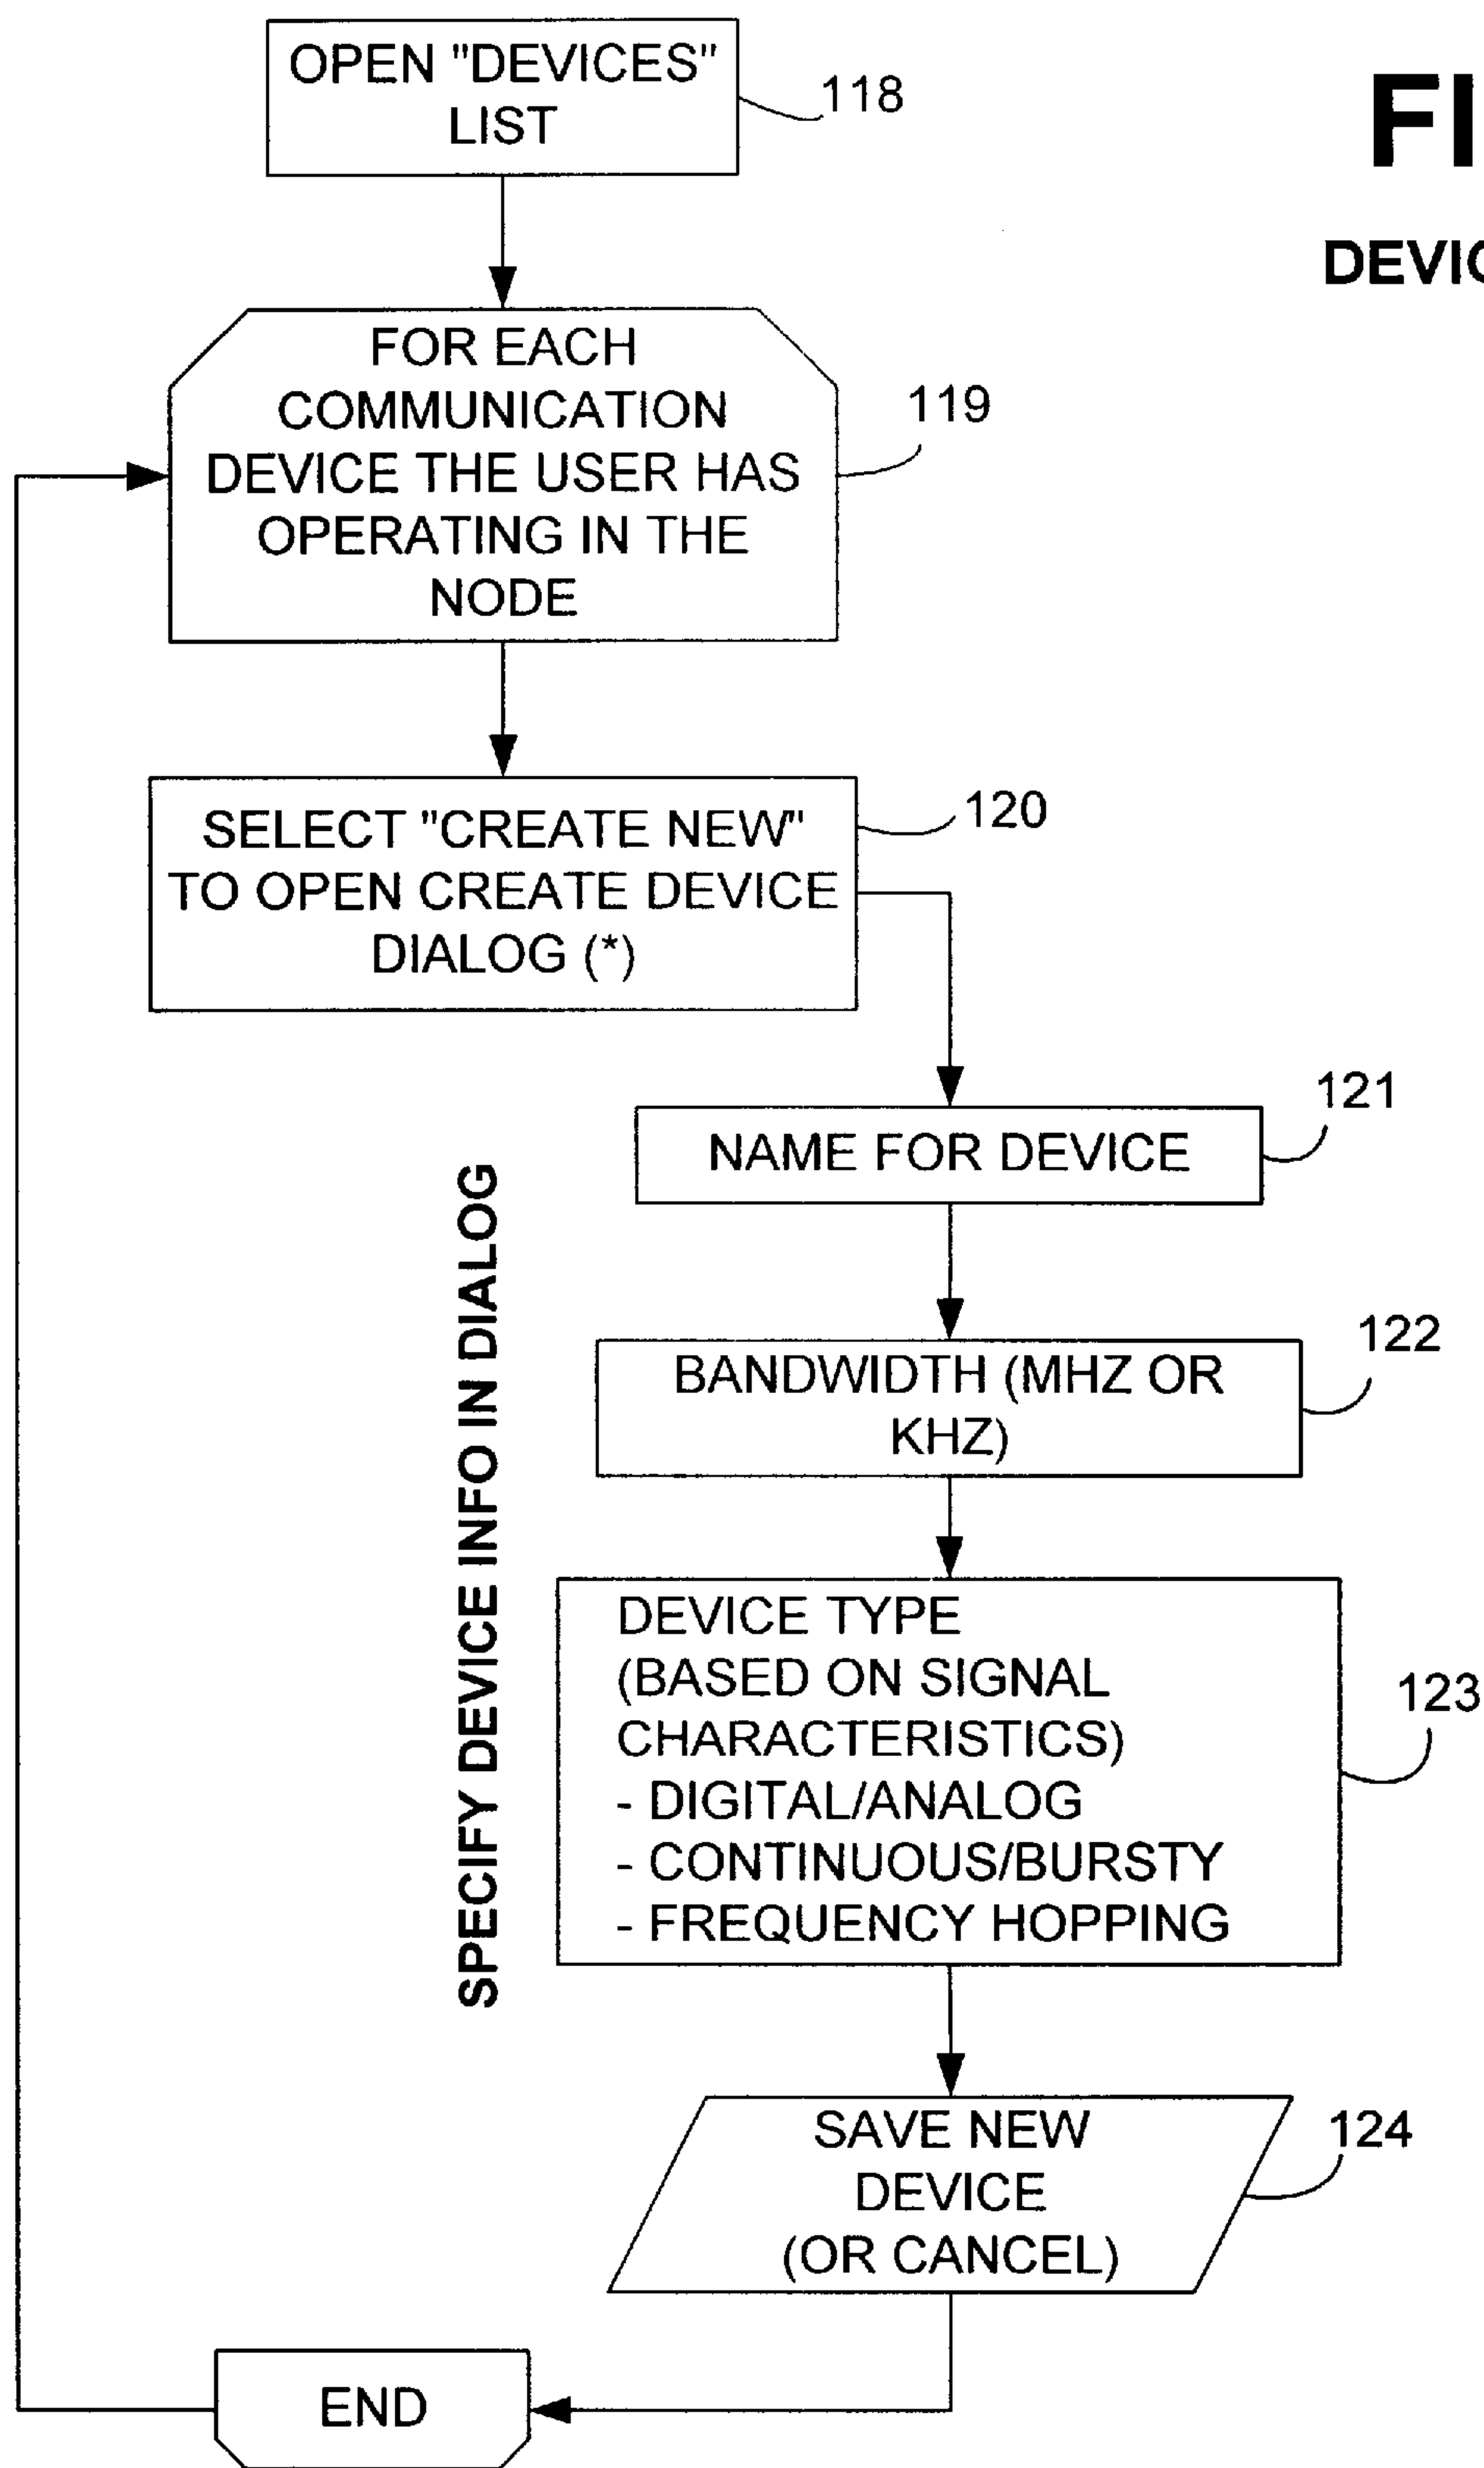 OPEN "DEVICES"
LIST
118
FI
DEVIC
FOR EACH
COMMUNICATION
DEVICE THE USER HAS
OPERATING IN THE
NODE
119
SELECT "CREATE NEW"
TO OPEN CREATE DEVICE
DIALOG (*)
120
SPECIFY DEVICE INFO IN DIALOG
NAME FOR DEVICE
121
BANDWIDTH (MHZ OR
KHZ)
122
DEVICE TYPE
(BASED ON SIGNAL
CHARACTERISTICS)
- DIGITAL/ANALOG
- CONTINUOUS/BURSTY
- FREQUENCY HOPPING
123
SAVE NEW
DEVICE
(OR CANCEL)
124
END